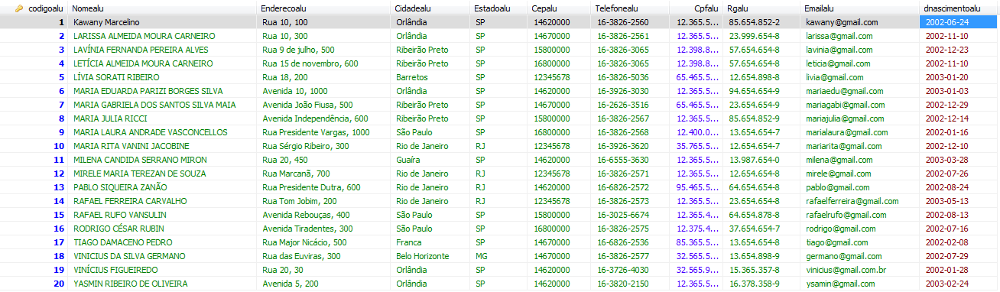 codigoalu Nomealu Enderecoalu Cidadealu Estadoalu Cepalu Telefonealu Cpfalu Rgalu Emailalu dnascimentoalu
1 Kawany Marcelino Rua 10, 100 Orlândia SP 14620000 16-3826-2560 12.365.5... 85.654.852-2 kawany@gmail.com 2002-06-24
2 LARISSA ALMEIDA MOURA CARNEIRO Rua 10, 300 Orlândia SP 14670000 16-3826-2561 12.365.5... 23.999.654-8 larissa@gmail.com 2002-11-10
3 LAVÍNIA FERNANDA PEREIRA ALVES Rua 9 de julho, 500 Ribeirão Preto SP 15800000 16-3826-3065 12.398.8... 57.654.654-8 lavinia@gmail.com 2002-12-23
4 LETÍCIA ALMEIDA MOURA CARNEIRO Rua 15 de novembro, 600 Ribeirão Preto SP 16800000 16-3826-3065 12.398.8... 57.654.654-8 leticia@gmail.com 2002-11-10
5 LÍVIA SORATI RIBEIRO Rua 18, 200 Barretos SP 12345678 16-3826-5036 65.465.5... 12.654.898-8 livia@gmail.com 2003-01-20
6 MARIA EDUARDA PARIZI BORGES SILVA Avenida 10, 1000 Orlândia SP 14620000 16-3926-3030 12.365.5... 94.654.654-9 mariaedu@gmail.com 2003-01-03
7 MARIA GABRIELA DOS SANTOS SILVA MAIA Avenida João Fiusa, 500 Ribeirão Preto SP 14670000 16-2626-3516 65.465.5... 23.654.654-9 mariagabi@gmail.com 2002-12-29
8 MARIA JULIA RICCI Avenida Independência, 600 Ribeirão Preto SP 15800000 16-3826-2567 12.365.5... 85.654.852-9 mariajulia@gmail.com 2002-12-14
9 MARIA LAURA ANDRADE VASCONCELLOS Rua Presidente Vargas, 1000 São Paulo SP 16800000 16-3826-2568 12.400.0... 23.654.654-7 marialaura@gmail.com 2002-01-16
10 MARIA RITA VANINI JACOBINE Rua Sérgio Ribeiro, 300 Rio de Janeiro RJ 12345678 16-3926-3620 35.765.5... 12.654.654-7 mariarita@gmail.com 2002-12-10
11 MILENA CANDIDA SERRANO MIRON Rua 20, 450 Guaíra SP 14620000 16-6555-3630 12.365.5... 13.987.654-0 milena@gmail.com 2003-03-28
12 MIRELE MARIA TEREZAN DE SOUZA Rua Marcanã, 700 Rio de Janeiro RJ 12345678 16-3826-2571 12.365.5... 12.654.654-8 mirele@gmail.com 2002-07-26
13 PABLO SIQUEIRA ZANÃO Rua Presidente Dutra, 600 Rio de Janeiro RJ 14620000 16-6826-2572 95.465.5... 64.654.654-8 pablo@gmail.com 2002-08-24
14 RAFAEL FERREIRA CARVALHO Rua Tom Jobim, 200 Rio de Janeiro RJ 12345678 16-3826-2573 12.365.5... 23.654.654-8 rafaelferreira@gmail.com 2003-05-13
15 RAFAEL RUFO VANSULIN Avenida Rebouças, 400 São Paulo SP 14620000 16-3025-6674 12.365.4... 64.654.878-8 rafaelrufo@gmail.com 2002-08-13
16 RODRIGO CÉSAR RUBIN Avenida Tiradentes, 300 São Paulo SP 16800000 16-3826-2575 12.375.4... 37.654.654-7 rodrigo@gmail.com 2002-07-16
17 TIAGO DAMACENO PEDRO Rua Major Nicácio, 500 Franca SP 14620000 16-4826-2536 85.365.5... 13.654.654-8 tiago@gmail.com 2002-02-08
18 VINICIUS DA SILVA GERMANO Rua das Euviras, 300 Belo Horizonte MG 14670000 16-3826-2577 32.565.5... 13.654.898-9 germano@gmail.com 2002-07-29
19 VINÍCIUS FIGUEIREDO Rua 20, 30 Orlândia SP 14620000 16-3726-4030 32.565.9... 15.365.357-8 vinicius@gmail.com.br 2002-01-28
20 YASMIN RIBEIRO DE OLIVEIRA Avenida 5, 200 Orlândia SP 14620000 16-3820-2150 12.365.5... 16.378.358-9 ysamin@gmail.com 2003-02-24